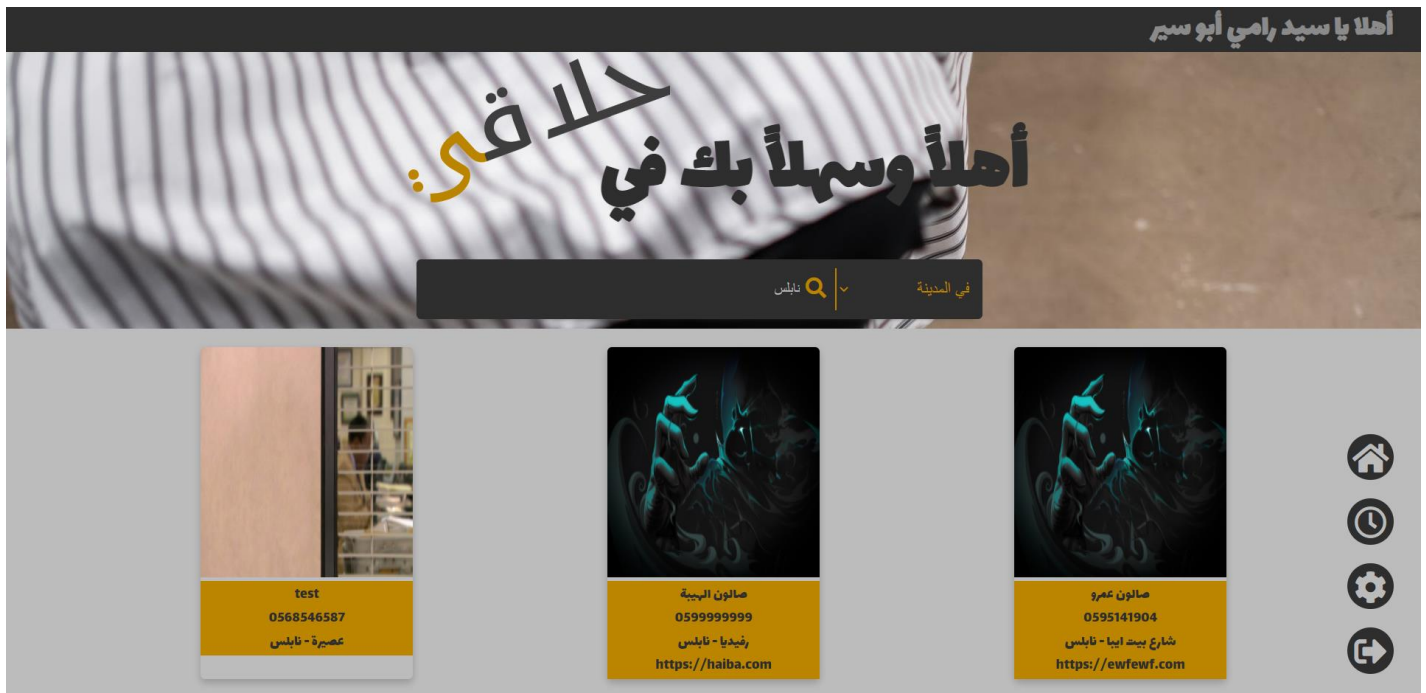 أهلا يا سيد رامي أبو سير
أهلاً وسهلاً بك في حلاقي
في المدينة
نابلس
صالون عمرو
0595141904
شارع بيت ايبا - نابلس
https://ewfewf.com
صالون الهيبة
0599999999
رفيديا - نابلس
https://haiba.com
test
0568546587
عصيرة - نابلس